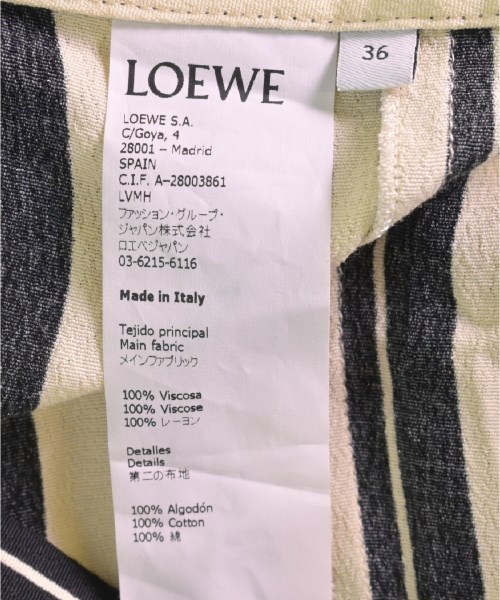 LOEWE
36
LOEWE S.A.
C/Goya, 4
28001 – Madrid
SPAIN
C.I.F. A-28003861
LVMH
ファッション・グループ・
ジャパン株式会社
ロエベジャパン
03-6215-6116
Made in Italy
Tejido principal
Main fabric
メインファブリック
100% Viscosa
100% Viscose
100% レーヨン
Detalles
Details
第二の布地
100% Algodón
100% Cotton
100% 綿